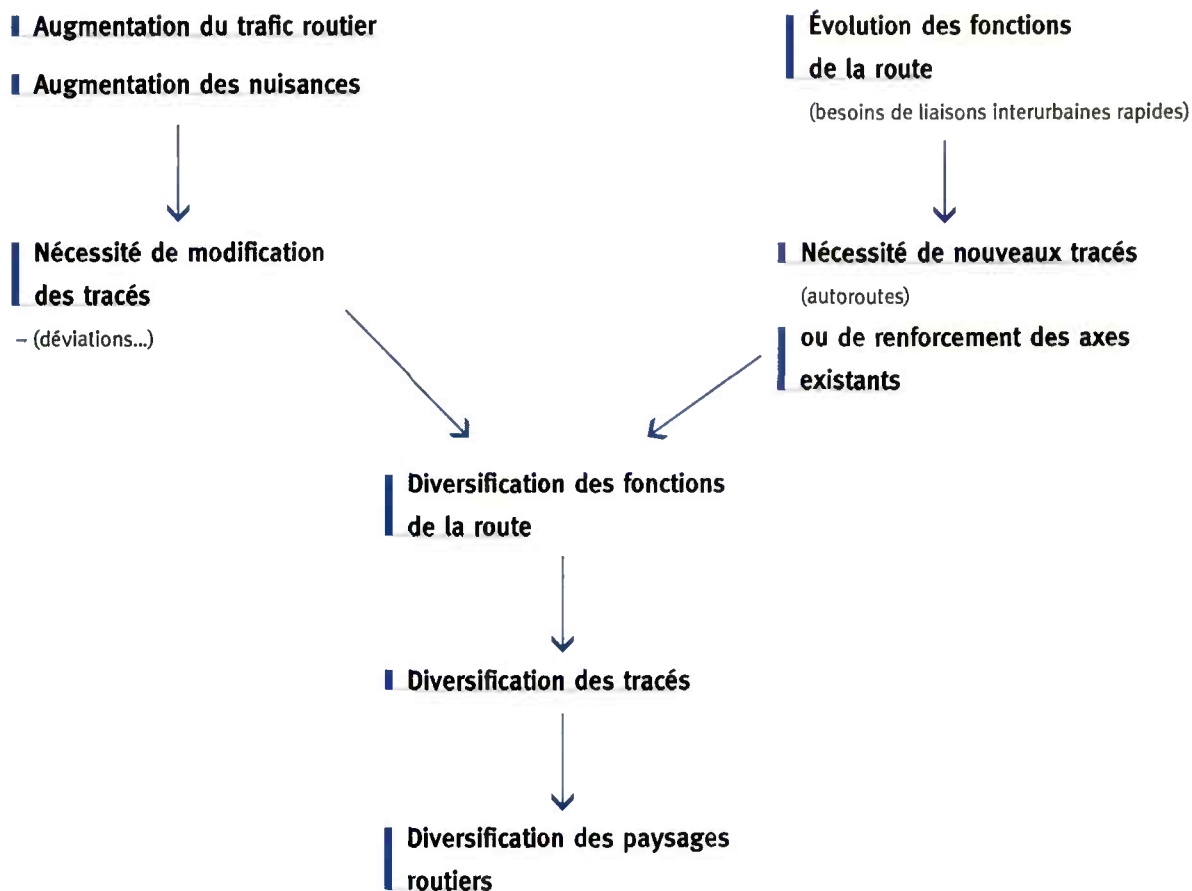 Augmentation du trafic routier
Augmentation des nuisances
Évolution des fonctions
de la route
(besoins de liaisons interurbaines rapides)
Nécessité de modification
des tracés
– (déviations...)
Nécessité de nouveaux tracés
(autoroutes)
ou de renforcement des axes
existants
Diversification des fonctions
de la route
Diversification des tracés
Diversification des paysages
routiers